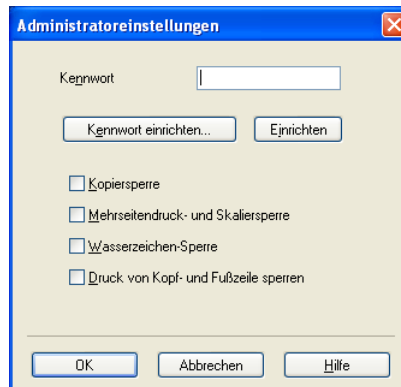 Administratoreinstellungen
Kennwort
Kennwort einrichten... Einrichten
Kopiersperre
Mehrseitendruck- und Skaliersperre
Wasserzeichen-Sperre
Druck von Kopf- und Fußzeile sperren
OK Abbrechen Hilfe